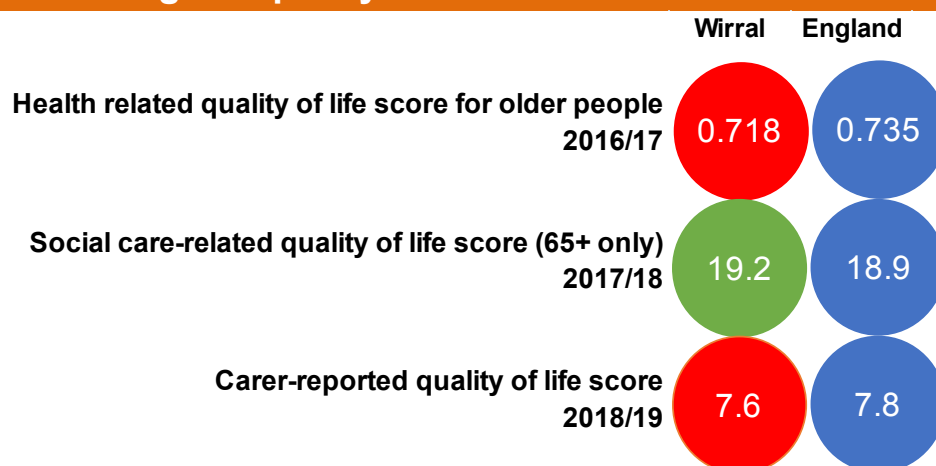 Wirral England
Health related quality of life score for older people
2016/17
0.718 0.735
Social care-related quality of life score (65+ only)
2017/18
19.2 18.9
Carer-reported quality of life score
2018/19
7.6 7.8